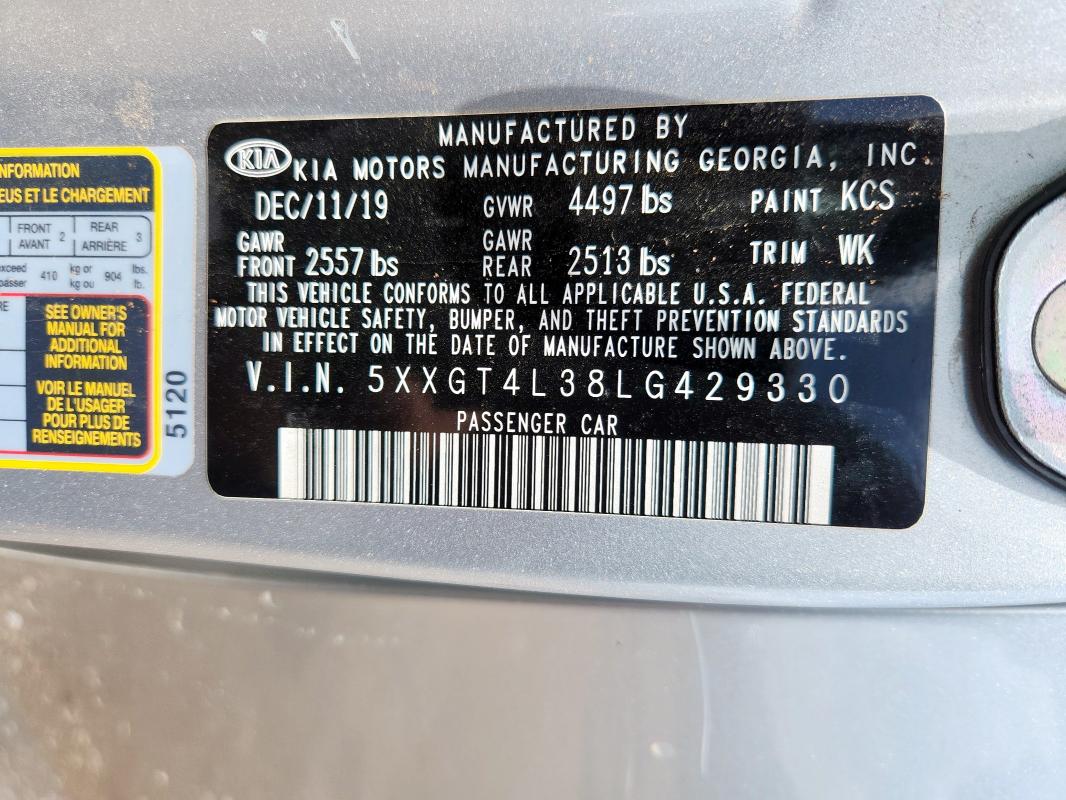 NFORMATION
EUS ET LE CHARGEMENT
FRONT
AVANT 2
REAR
ARRIÈRE 3
kg or
kg ou
410
904
lbs.
lb.
SEE OWNER'S
MANUAL FOR
ADDITIONAL
INFORMATION
VOIR LE MANUEL
DE L'USAGER
POUR PLUS DE
RENSEIGNEMENTS
5120
MANUFACTURED BY
KIA KIA MOTORS MANUFACTURING GEORGIA, INC.
DEC/11/19 GVWR 4497 lbs PAINT KCS
GAWR
FRONT 2557 lbs
GAWR
REAR 2513 lbs TRIM WK
THIS VEHICLE CONFORMS TO ALL APPLICABLE U.S.A. FEDERAL
MOTOR VEHICLE SAFETY, BUMPER, AND THEFT PREVENTION STANDARDS
IN EFFECT ON THE DATE OF MANUFACTURE SHOWN ABOVE.
V.I.N. 5XXGT4L38LG429330
PASSENGER CAR